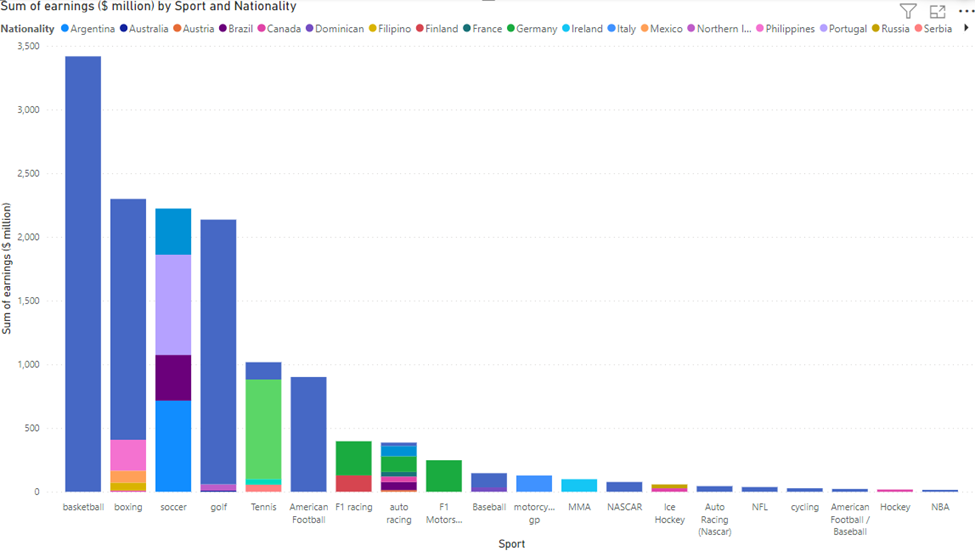 Sum of earnings ($ million) by Sport and Nationality
Nationality Argentina Australia Austria Brazil Canada Dominican Filipino Finland France Germany Ireland Italy Mexico Northern I... Philippines Portugal Russia Serbia
3,500
3,000
2,500
2,000
1,500
1,000
500
0
Sum of earnings ($ million)
basketball
boxing
soccer
golf
Tennis
American
Football
F1 racing
auto
racing
F1
Motors...
Baseball
motorcy...
gp
MMA
NASCAR
Ice
Hockey
Auto
Racing
(Nascar)
NFL
cycling
American
Football /
Baseball
Hockey
NBA
Sport